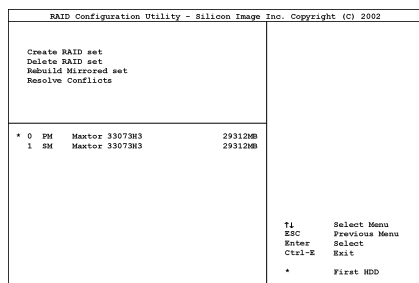 RAID Configuration Utility - Silicon Image Inc. Copyright (C) 2002
Create RAID set
Delete RAID set
Rebuild Mirrored set
Resolve Conflicts
* 0 PM Maxtor 33073H3 29312MB
1 SM Maxtor 33073H3 29312MB
↑↓ Select Menu
ESC Previous Menu
Enter Select
Ctrl-E Exit
* First HDD